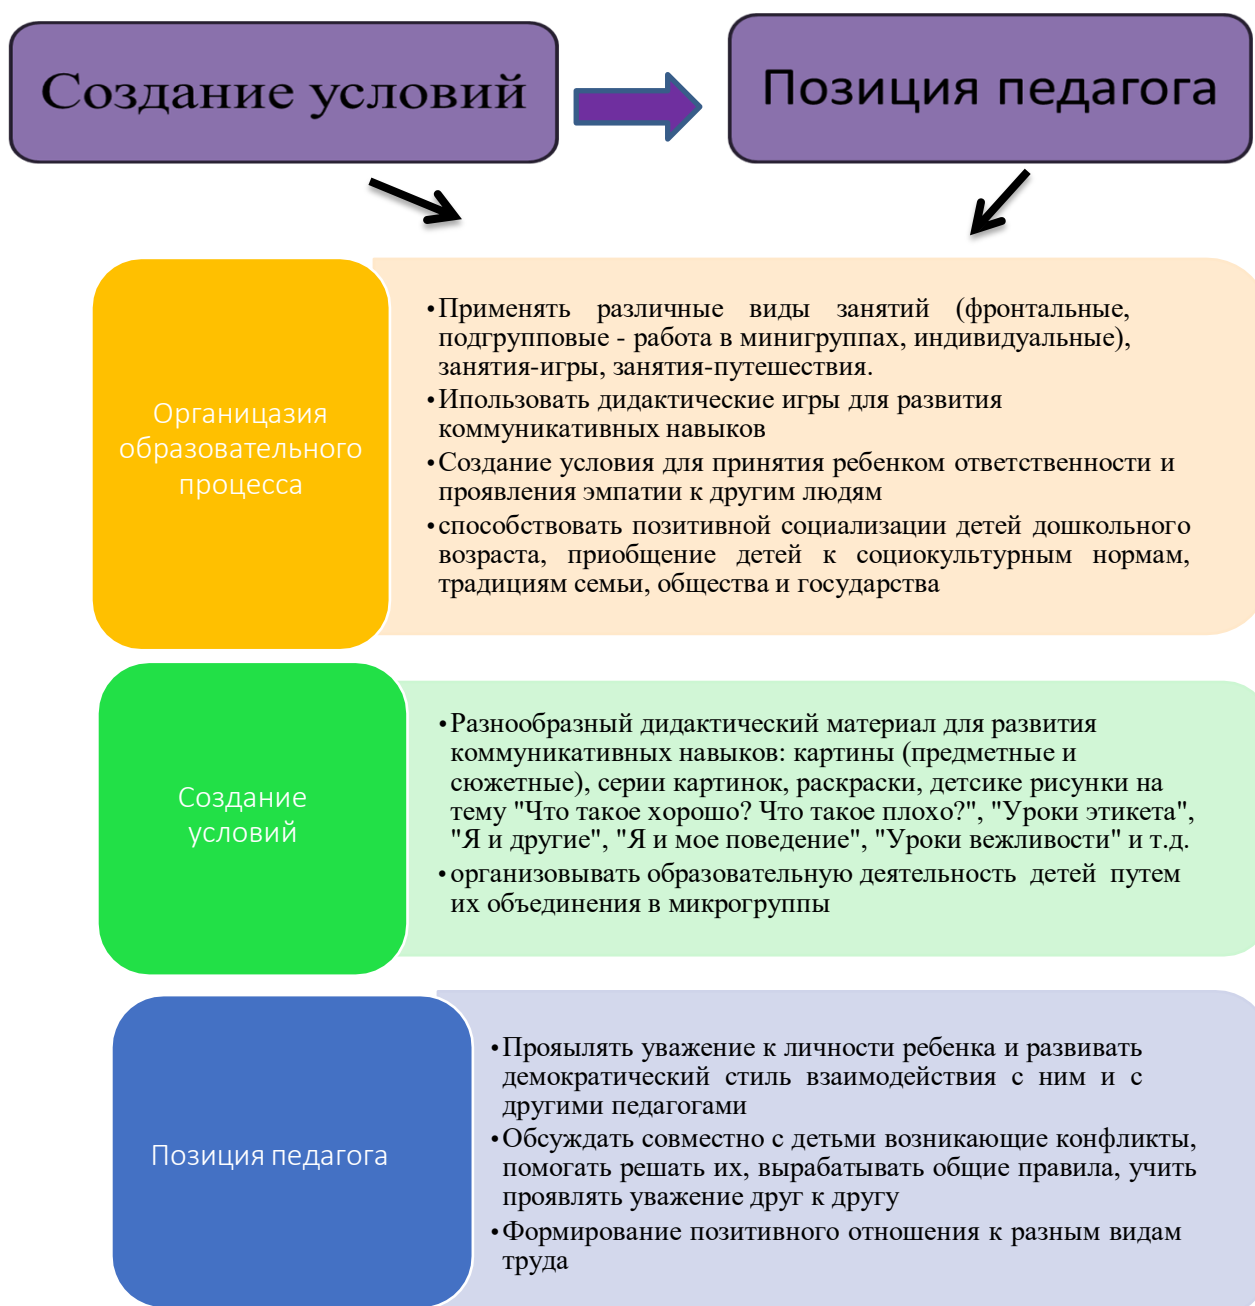 Создание условий
Позиция педагога
Органицазия
образовательного
процесса
•Применять различные виды занятий (фронтальные,
подгрупповые - работа в минигруппах, индивидуальные),
занятия-игры, занятия-путешествия.
•Ипользовать дидактические игры для развития
коммуникативных навыков
•Создание условия для принятия ребенком ответственности и
проявления эмпатии к другим людям
•способствовать позитивной социализации детей дошкольного
возраста, приобщение детей к социокультурным нормам,
традициям семьи, общества и государства
Создание
условий
•Разнообразный дидактический материал для развития
коммуникативных навыков: картины (предметные и
сюжетные), серии картинок, раскраски, детсике рисунки на
тему "Что такое хорошо? Что такое плохо?", "Уроки этикета",
"Я и другие", "Я и мое поведение", "Уроки вежливости" и т.д.
•организовывать образовательную деятельность детей путем
их объединения в микрогруппы
Позиция педагога
•Прояылять уважение к личности ребенка и развивать
демократический стиль взаимодействия с ним и с
другими педагогами
•Обсуждать совместно с детьми возникающие конфликты,
помогать решать их, вырабатывать общие правила, учить
проявлять уважение друг к другу
•Формирование позитивного отношения к разным видам
труда